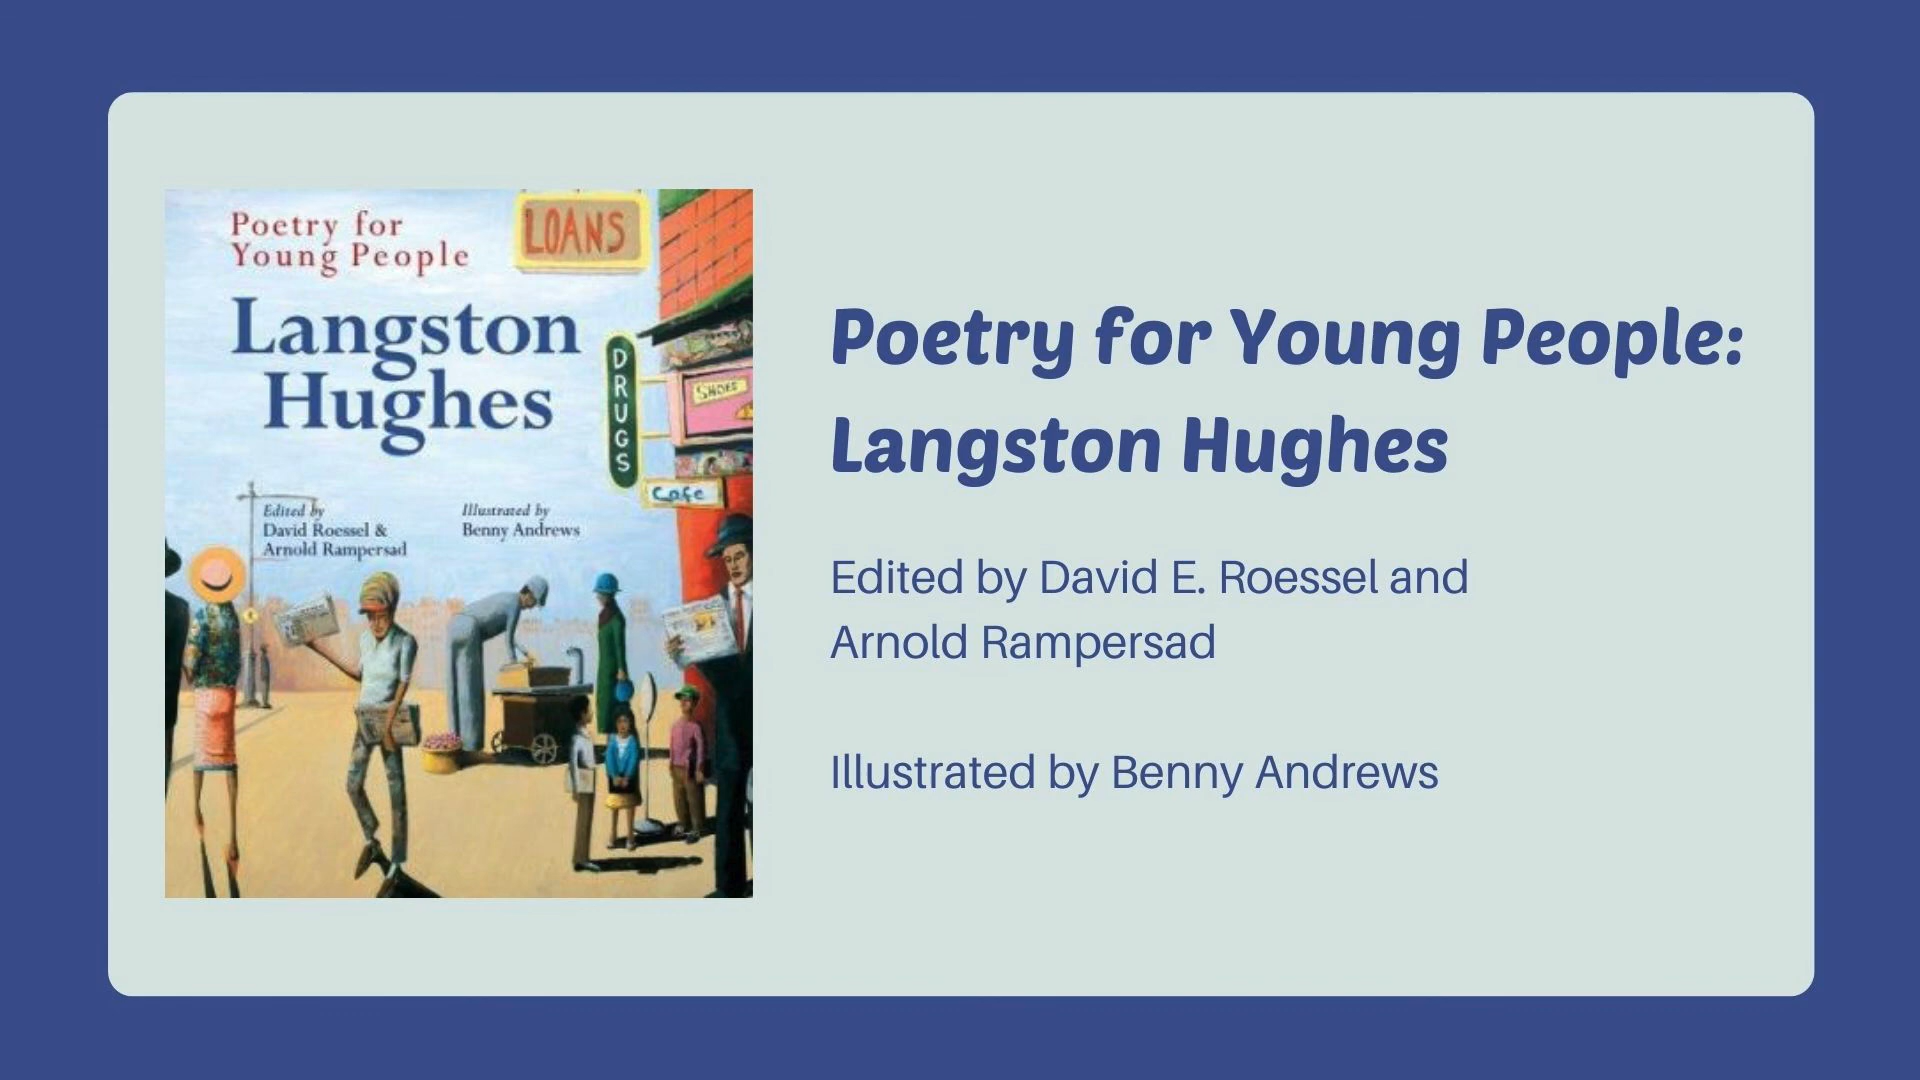 Poetry for
Young People
Langston
Hughes
Edited by
David Roessel &
Arnold Rampersad
Illustrated by
Benny Andrews
LOANS
DRUGS
SHOES
Cafe
Poetry for Young People:
Langston Hughes
Edited by David E. Roessel and
Arnold Rampersad
Illustrated by Benny Andrews